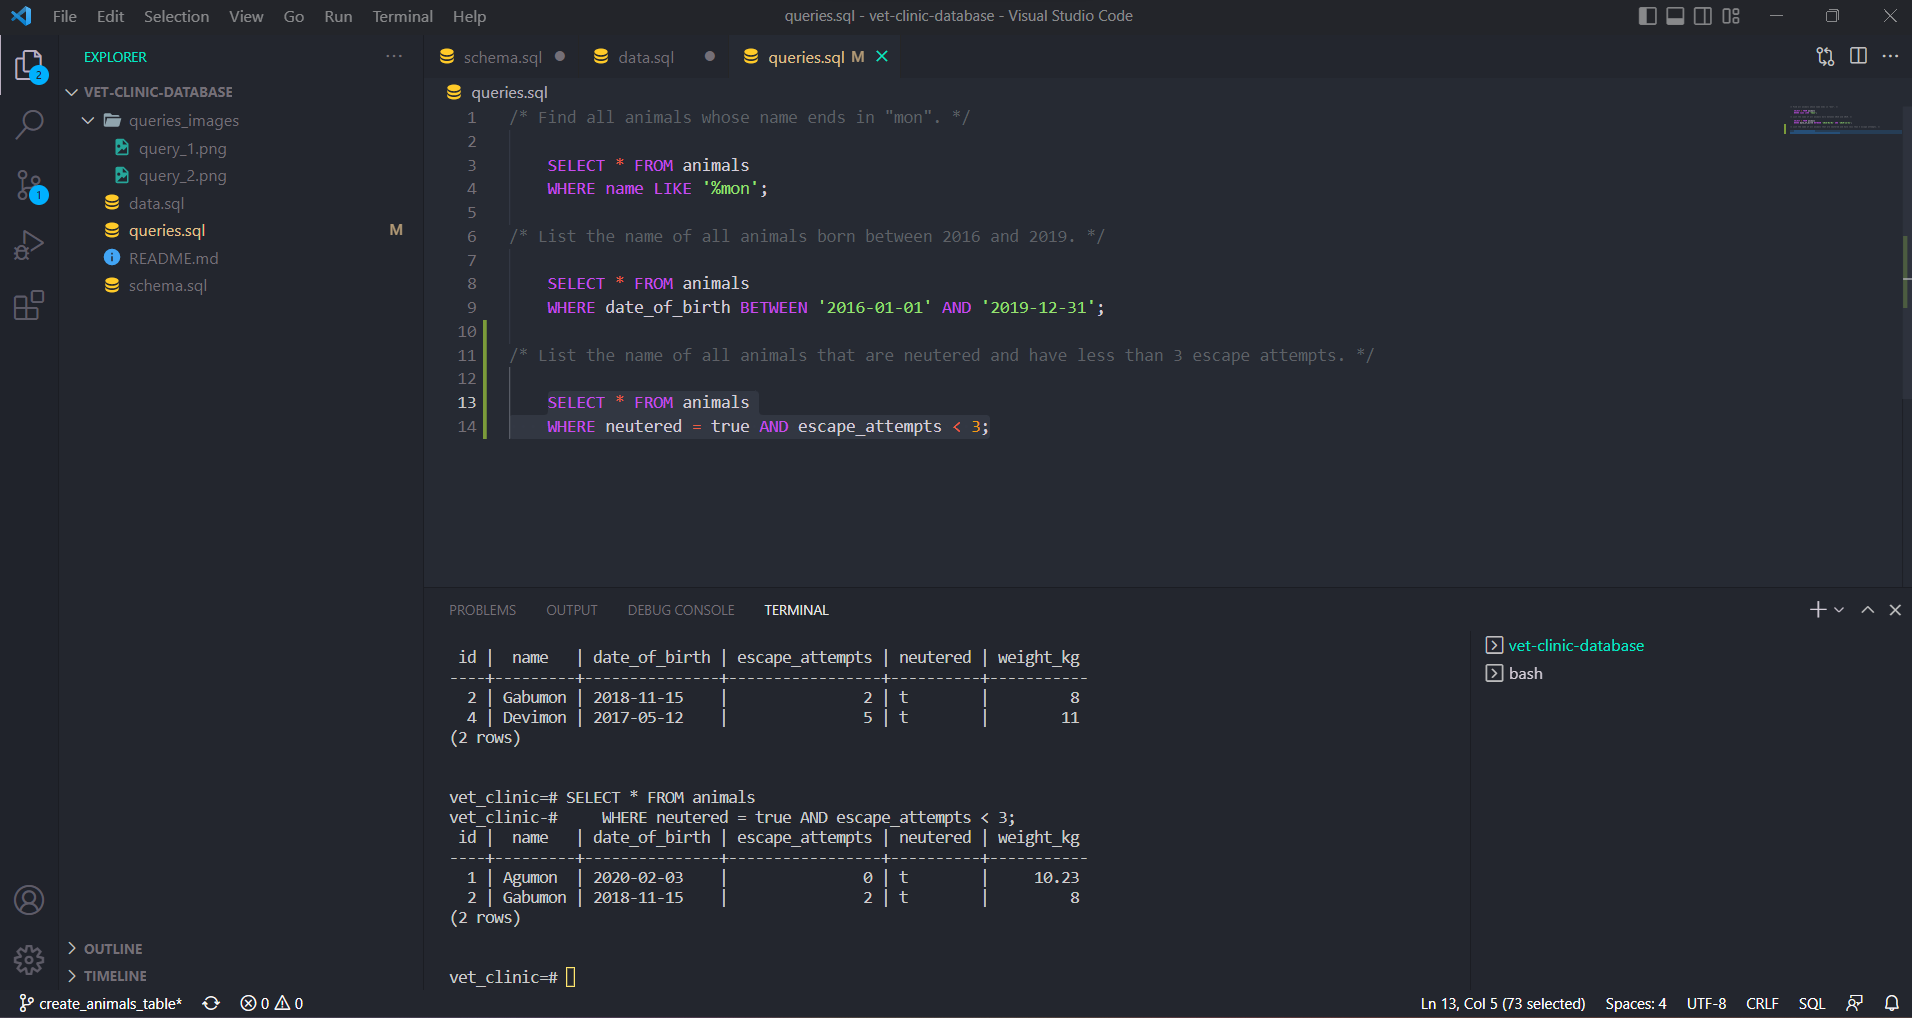 File Edit Selection View Go Run Terminal Help
queries.sql - vet-clinic-database - Visual Studio Code
2
1
EXPLORER
VET-CLINIC-DATABASE
queries_images
query_1.png
query_2.png
data.sql
queries.sql M
README.md
schema.sql
OUTLINE
TIMELINE
schema.sql data.sql queries.sql M
queries.sql
1 /* Find all animals whose name ends in "mon". */
2
3 SELECT * FROM animals
4 WHERE name LIKE '%mon';
5
6 /* List the name of all animals born between 2016 and 2019. */
7
8 SELECT * FROM animals
9 WHERE date_of_birth BETWEEN '2016-01-01' AND '2019-12-31';
10
11 /* List the name of all animals that are neutered and have less than 3 escape attempts. */
12
13 SELECT * FROM animals
14 WHERE neutered = true AND escape_attempts < 3;
PROBLEMS OUTPUT DEBUG CONSOLE TERMINAL
id | name | date_of_birth | escape_attempts | neutered | weight_kg
----+---------+---------------+-----------------+----------+-----------
2 | Gabumon | 2018-11-15 | 2 | t | 8
4 | Devimon | 2017-05-12 | 5 | t | 11
(2 rows)
vet_clinic=# SELECT * FROM animals
vet_clinic-# WHERE neutered = true AND escape_attempts < 3;
id | name | date_of_birth | escape_attempts | neutered | weight_kg
----+---------+---------------+-----------------+----------+-----------
1 | Agumon | 2020-02-03 | 0 | t | 10.23
2 | Gabumon | 2018-11-15 | 2 | t | 8
(2 rows)
vet_clinic=#
vet-clinic-database
bash
create_animals_table* 0 0
Ln 13, Col 5 (73 selected) Spaces: 4 UTF-8 CRLF SQL